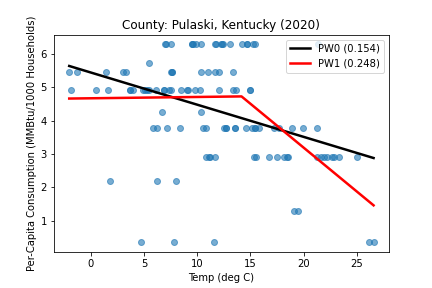 County: Pulaski, Kentucky (2020)
PW0 (0.154)
PW1 (0.248)
Per-Capita Consumption (MMBtu/1000 Households)
6
5
4
3
2
1
0
5
10
15
20
25
Temp (deg C)